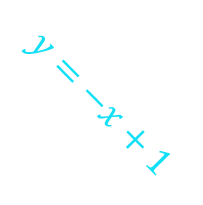 y = −x + 1